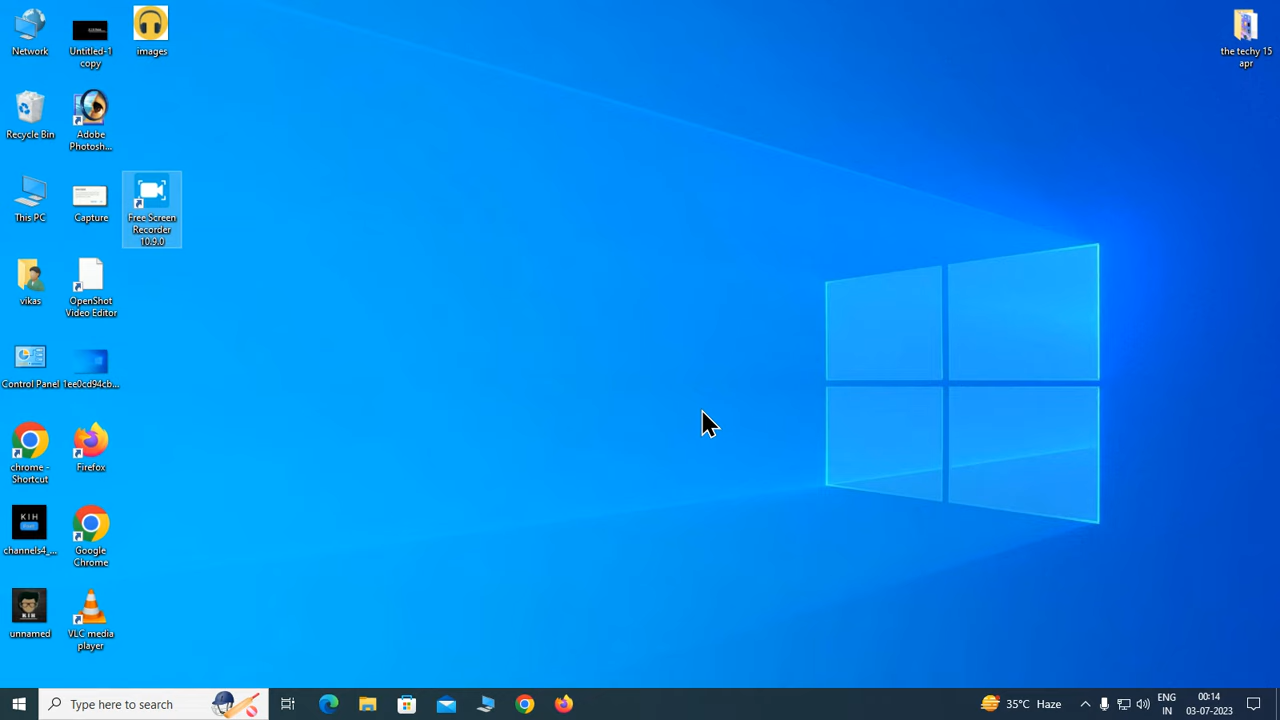 Network
Untitled-1
copy
images
the techy 15
apr
Recycle Bin
Adobe
Photosh...
This PC
Capture
Free Screen
Recorder
10.9.0
vikas
OpenShot
Video Editor
Control Panel
1ee0cd94cb...
chrome -
Shortcut
Firefox
KIH
channels4_...
Google
Chrome
unnamed
VLC media
player
Type here to search
35°C Haze
ENG
IN
00:14
03-07-2023